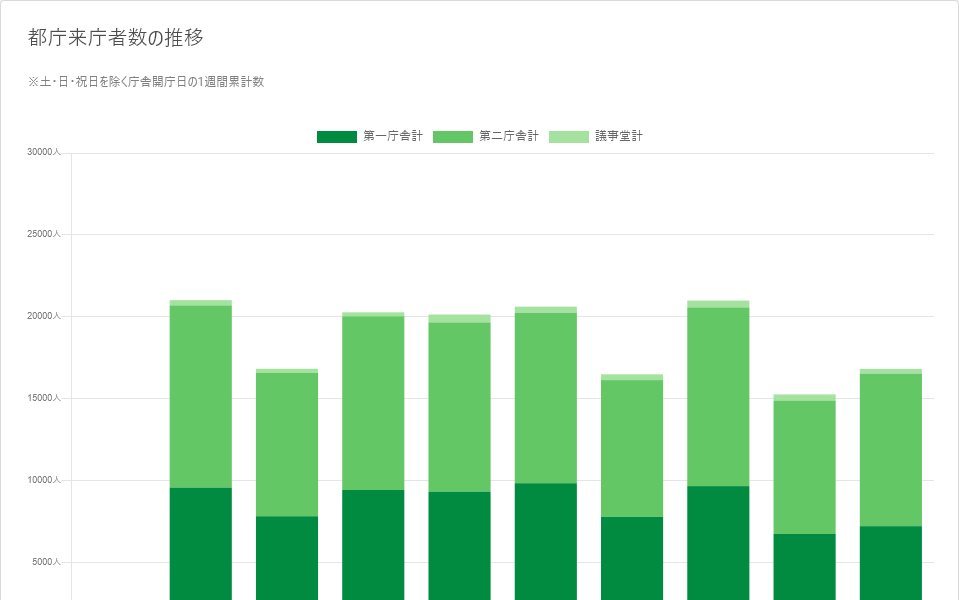 都庁来庁者数の推移
※土・日・祝日を除く庁舎開庁日の1週間累計数
第一庁舎計 第二庁舎計 議事堂計
30000人
25000人
20000人
15000人
10000人
5000人